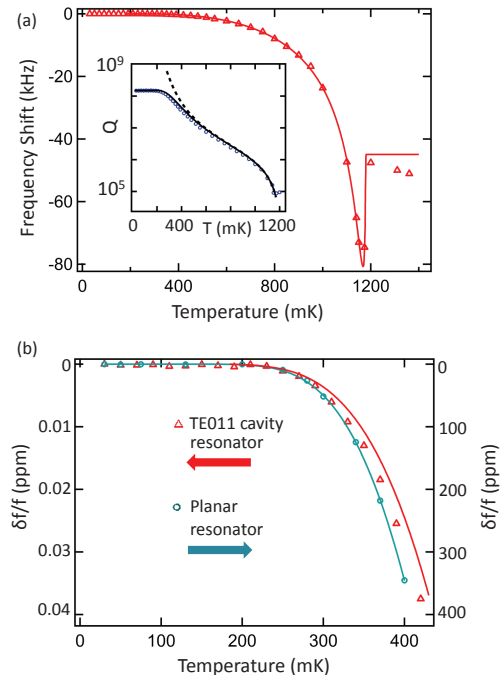 (a)
0
-20
-40
-60
-80
Frequency Shift (kHz)
10⁹
10⁵
Q
0 400 800 1200
T (mK)
0 400 800 1200
Temperature (mK)
(b)
0
0.01
0.02
0.03
0.04
δf/f (ppm)
TE011 cavity
resonator
Planar
resonator
0
100
200
300
400
δf/f (ppm)
0 100 200 300 400
Temperature (mK)